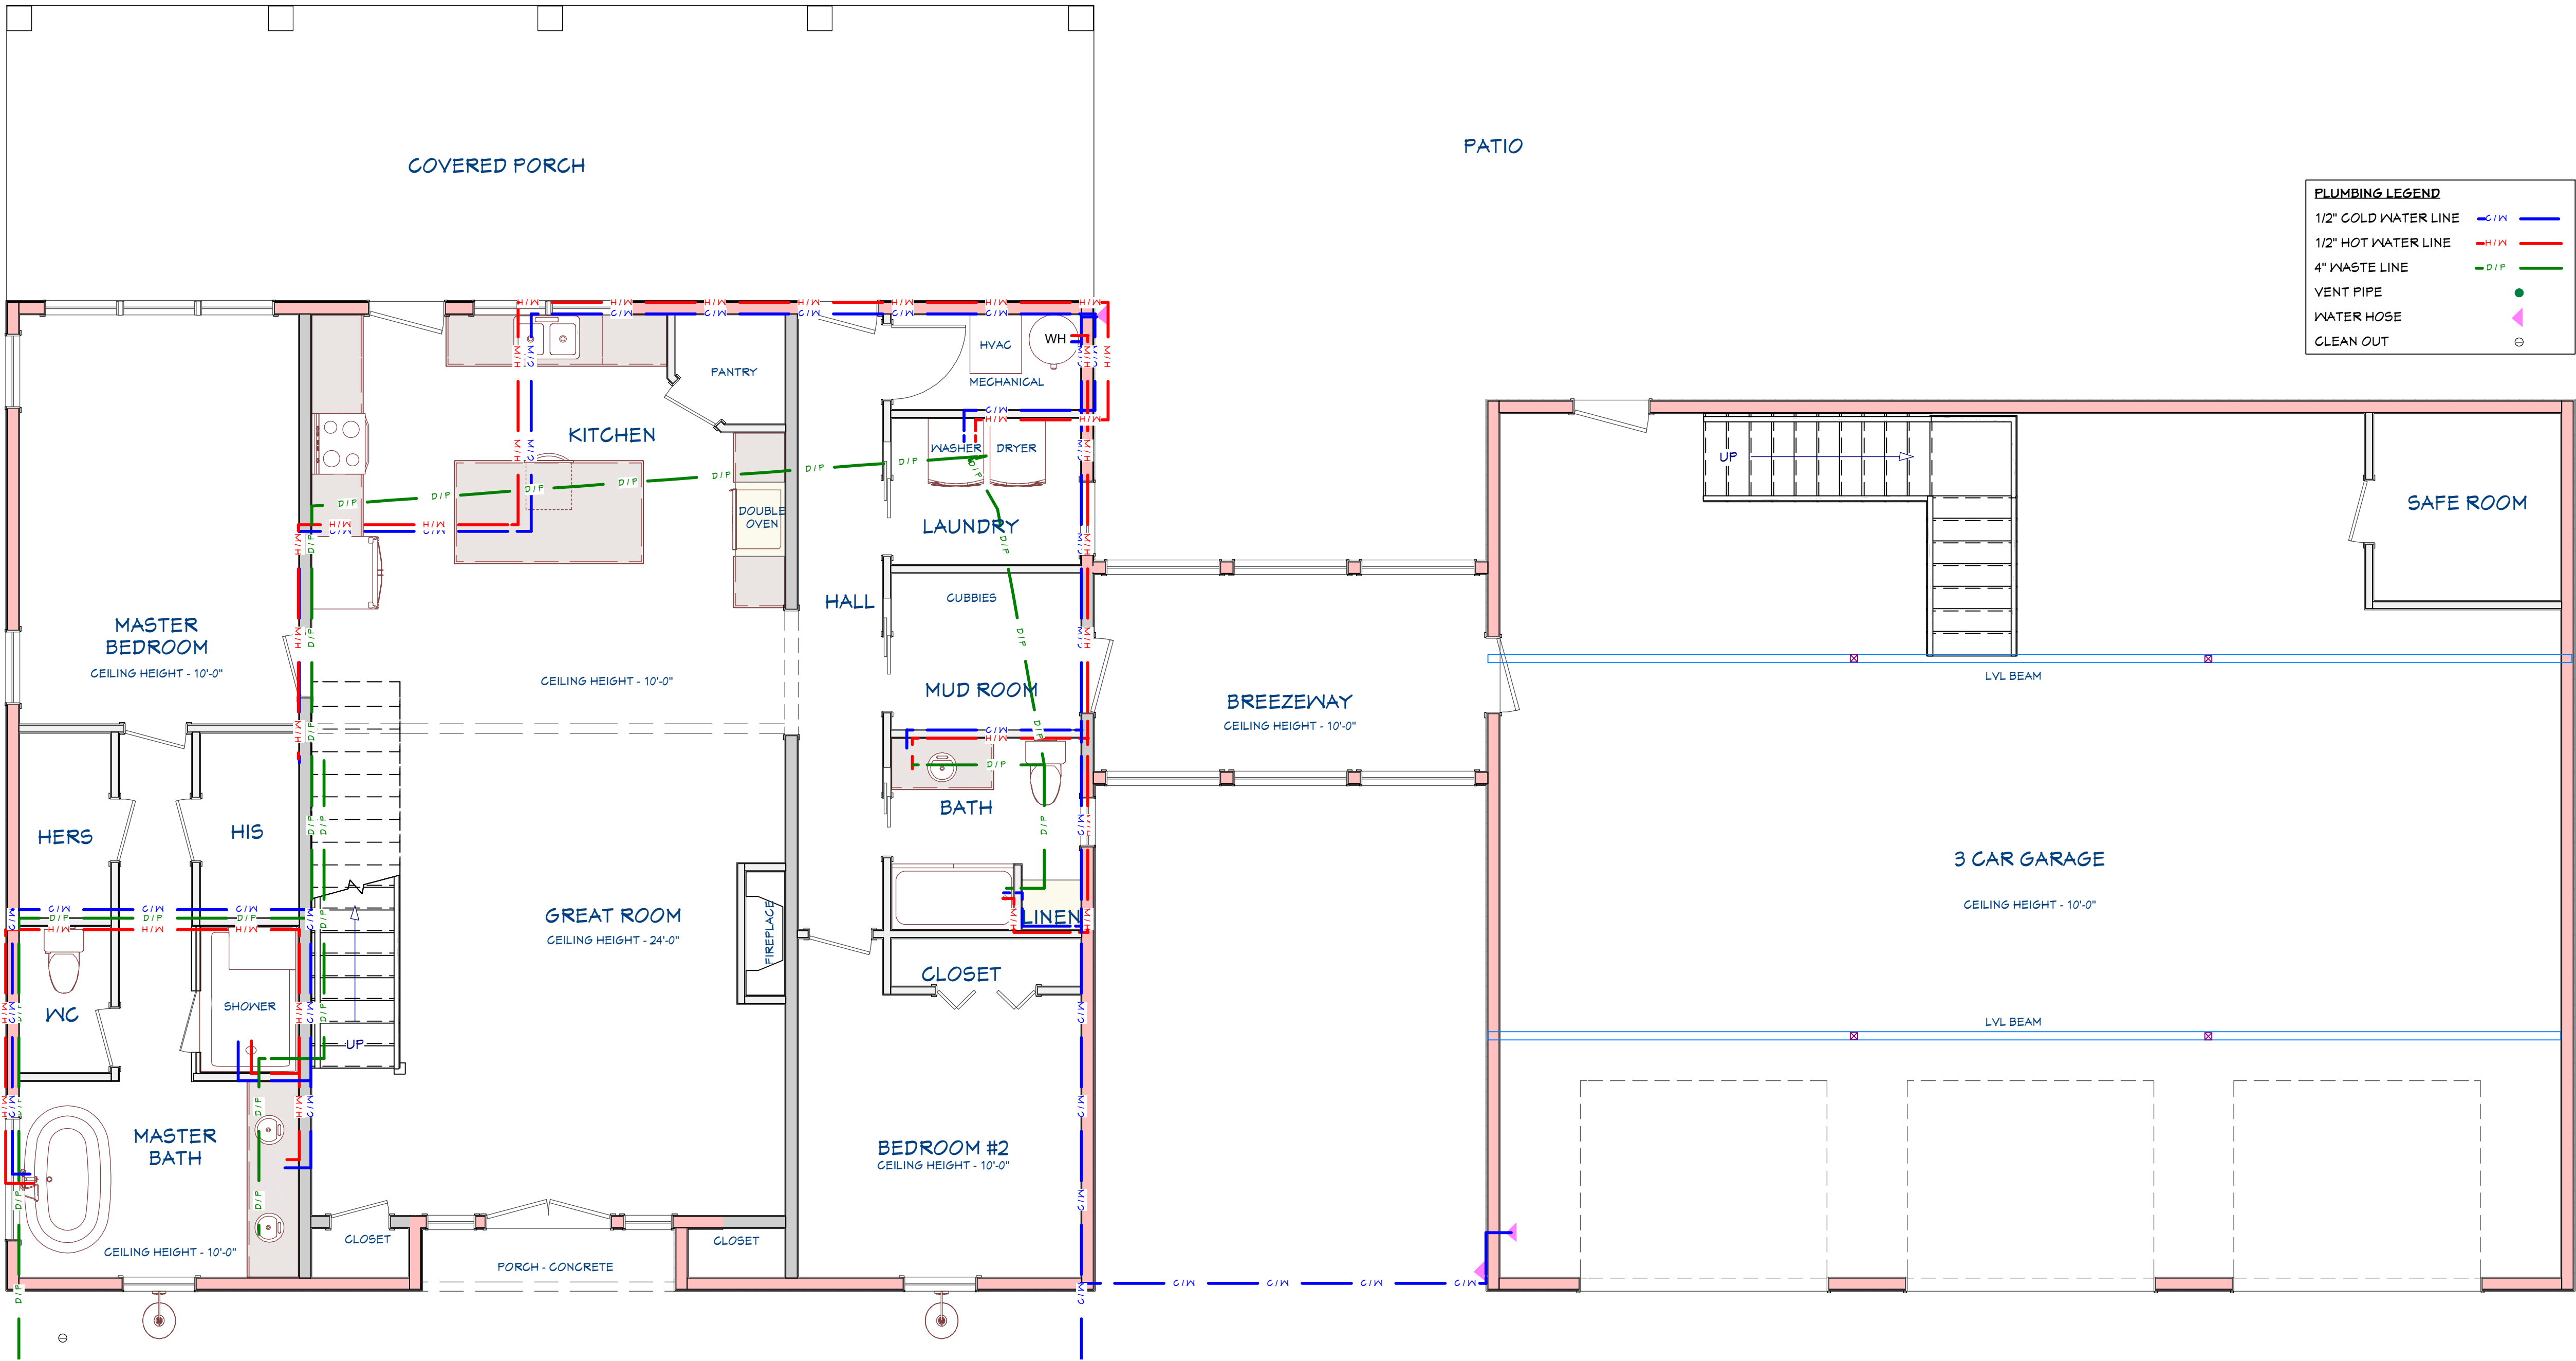 COVERED PORCH
PATIO
PLUMBING LEGEND
1/2" COLD WATER LINE C/W
1/2" HOT WATER LINE H/W
4" WASTE LINE D/P
VENT PIPE
WATER HOSE
CLEAN OUT
WH
HVAC
MECHANICAL
PANTRY
KITCHEN
WASHER
DRYER
UP
SAFE ROOM
DOUBLE
OVEN
LAUNDRY
HALL
CUBBIES
MASTER
BEDROOM
CEILING HEIGHT - 10'-0"
CEILING HEIGHT - 10'-0"
MUD ROOM
BREEZEWAY
CEILING HEIGHT - 10'-0"
LVL BEAM
BATH
HERS
HIS
3 CAR GARAGE
CEILING HEIGHT - 10'-0"
GREAT ROOM
CEILING HEIGHT - 24'-0"
FIREPLACE
LINEN
CLOSET
WC
SHOWER
UP
LVL BEAM
MASTER
BATH
BEDROOM #2
CEILING HEIGHT - 10'-0"
CEILING HEIGHT - 10'-0"
CLOSET
CLOSET
PORCH - CONCRETE